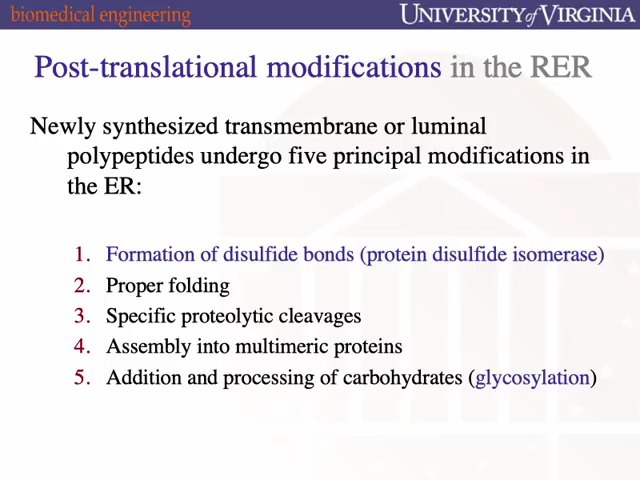 biomedical engineering
UNIVERSITY of VIRGINIA
Post-translational modifications in the RER
Newly synthesized transmembrane or luminal
polypeptides undergo five principal modifications in
the ER:
1. Formation of disulfide bonds (protein disulfide isomerase)
2. Proper folding
3. Specific proteolytic cleavages
4. Assembly into multimeric proteins
5. Addition and processing of carbohydrates (glycosylation)